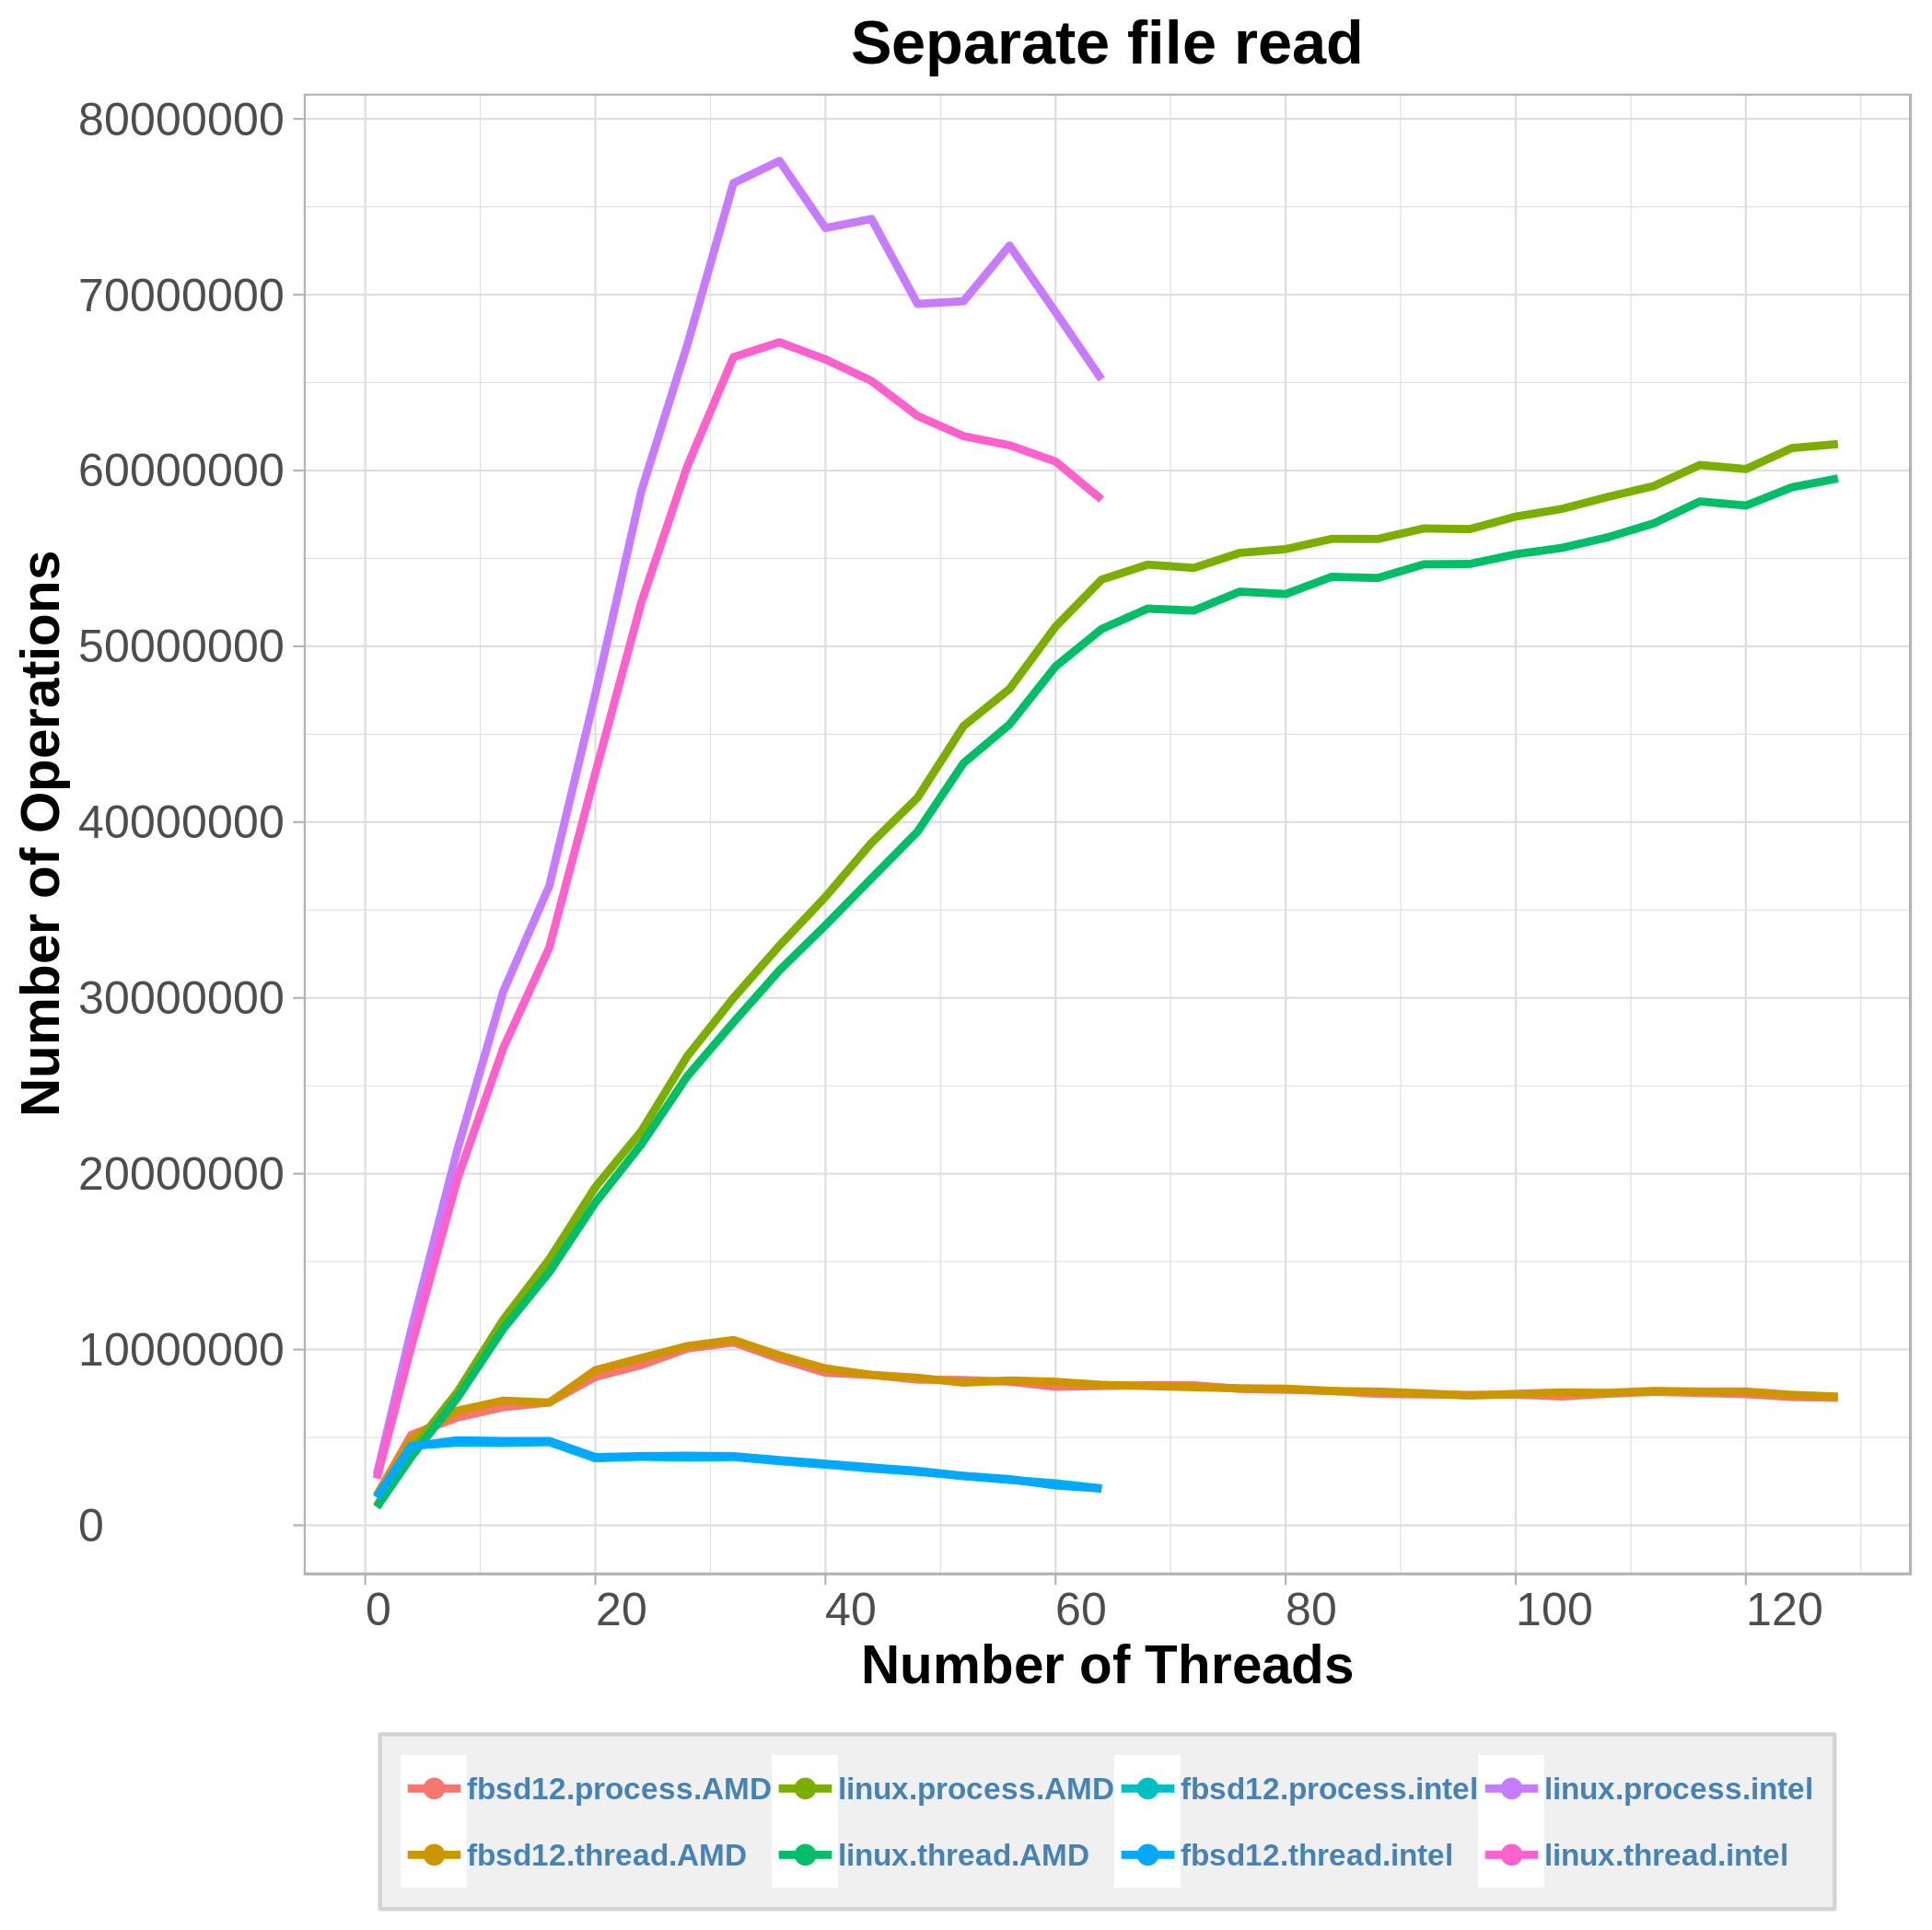 Separate file read
80000000
70000000
60000000
50000000
40000000
30000000
20000000
10000000
0
Number of Operations
0 20 40 60 80 100 120
Number of Threads
fbsd12.process.AMD linux.process.AMD fbsd12.process.intel linux.process.intel
fbsd12.thread.AMD linux.thread.AMD fbsd12.thread.intel linux.thread.intel